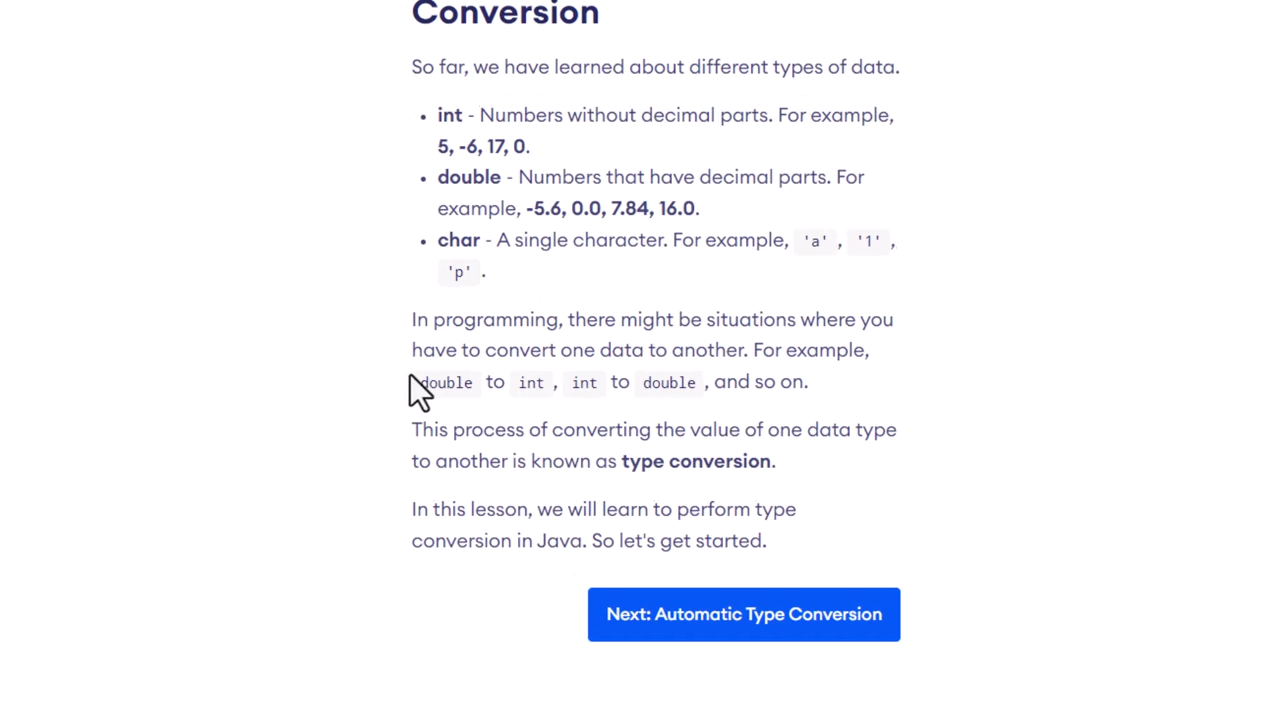 Conversion
So far, we have learned about different types of data.
• int - Numbers without decimal parts. For example,
5, -6, 17, 0.
• double - Numbers that have decimal parts. For
example, -5.6, 0.0, 7.84, 16.0.
• char - A single character. For example, 'a' , '1' ,
'p' .
In programming, there might be situations where you
have to convert one data to another. For example,
double to int , int to double , and so on.
This process of converting the value of one data type
to another is known as type conversion.
In this lesson, we will learn to perform type
conversion in Java. So let's get started.
Next: Automatic Type Conversion